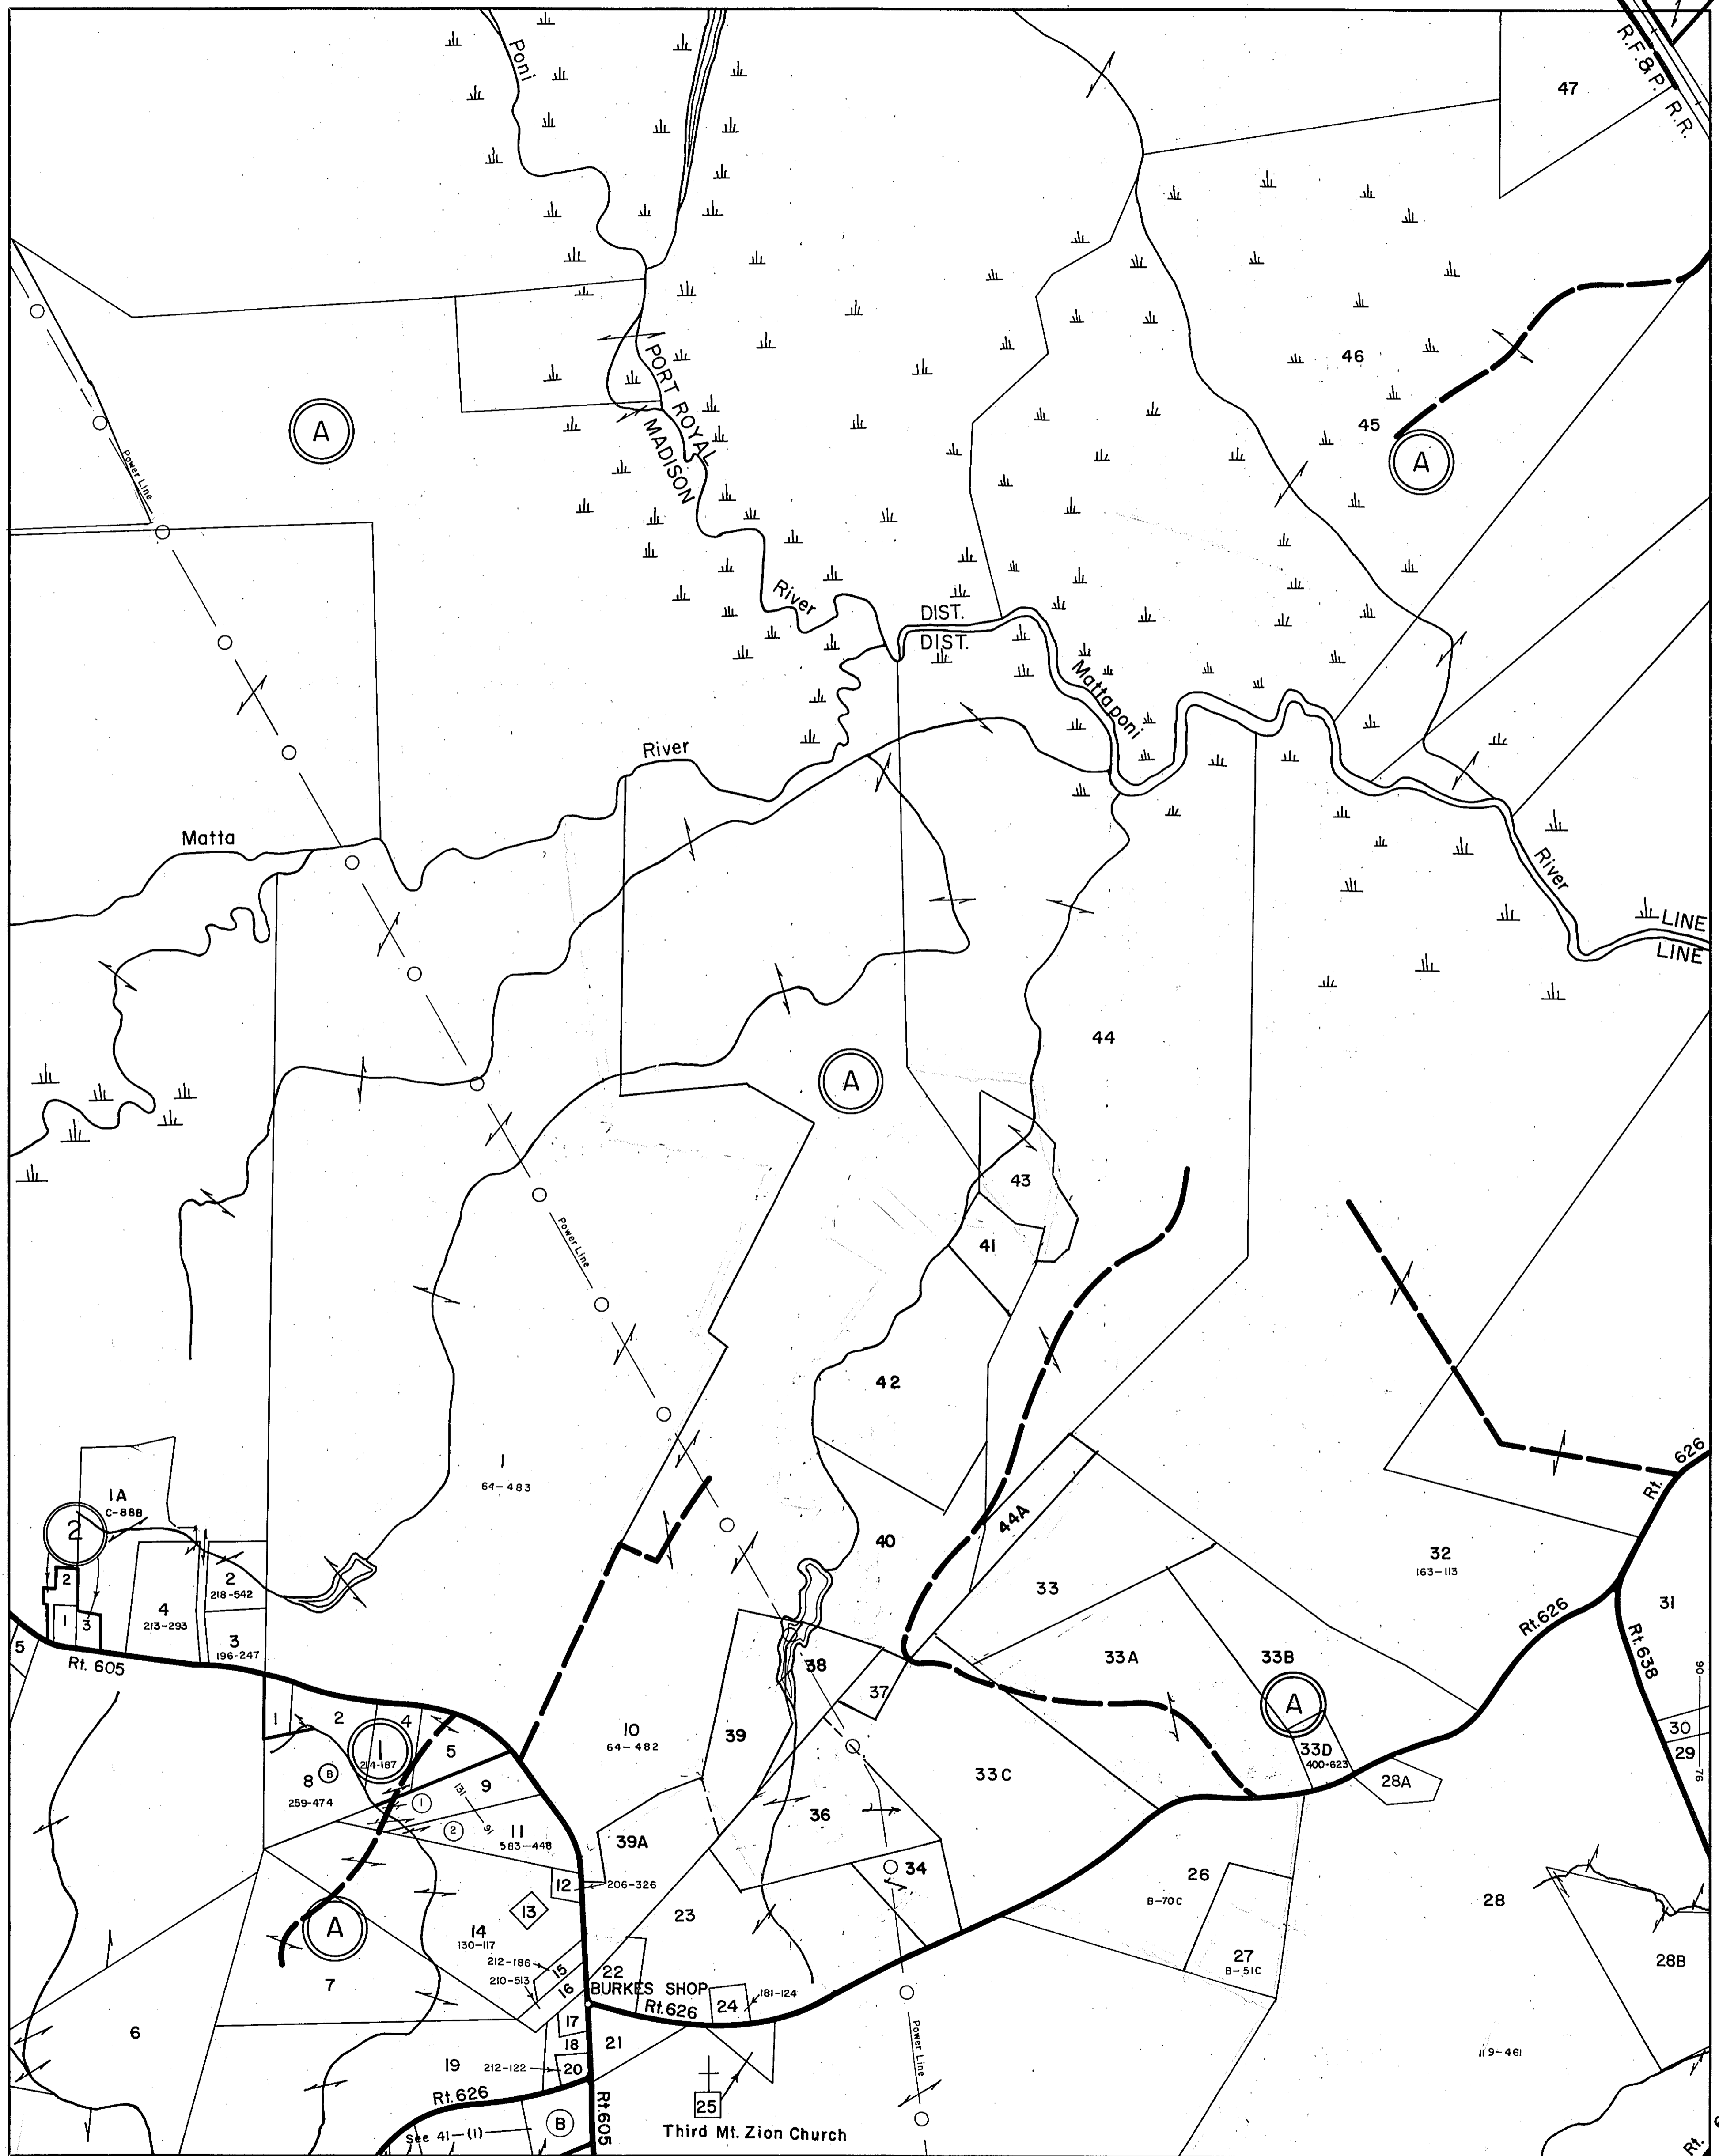 Poni
R.F.&P. R.R.
47
PORT ROYAL
MADISON
46
45
A
A
Power Line
River
DIST.
DIST.
Mattaponi
River
Matta
River
LINE
LINE
44
A
43
41
Power Line
42
1
64-483
1A
C-88B
2
40
44A
Rt. 626
32
163-113
33
31
2
218-542
4
213-293
3
196-247
2
1
3
5
Rt. 605
Rt.626
Rt.638
33A
33B
A
38
37
39
10
64-482
33C
33D
400-623
28A
30
29
90-76
1
2
4
1
214-187
5
8
B
259-474
9
131-91
1
2
11
583-448
39A
36
34
12
206-326
13
14
130-117
23
26
B-70C
27
B-51C
28
28B
A
7
212-186
15
210-513
16
22
BURKES SHOP
Rt.626
24
181-124
6
17
18
21
19
212-122
20
Rt.626
Rt.605
Power Line
119-461
25
Third Mt. Zion Church
See 41-(1)
B
Rt.